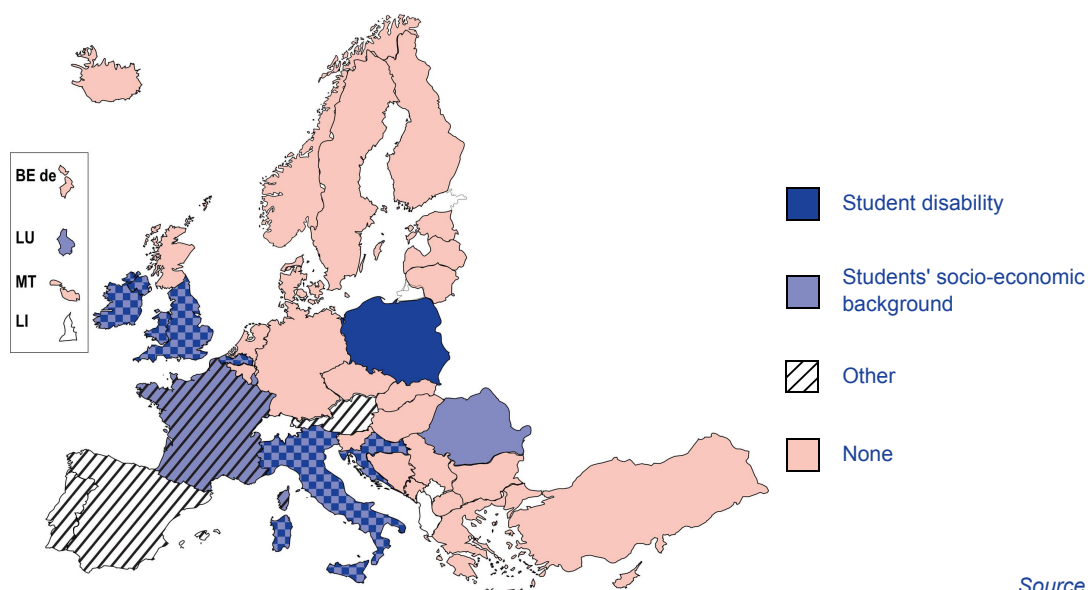 BE de
LU
MT
LI
Student disability
Students' socio-economic
background
Other
None
Source